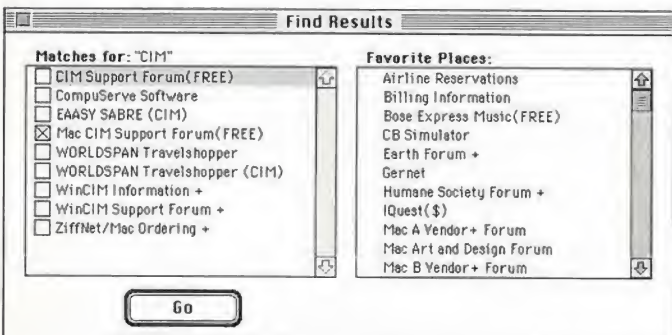 Find Results
Matches for: "CIM"
CIM Support Forum(FREE)
CompuServe Software
EAASY SABRE (CIM)
Mac CIM Support Forum(FREE)
WORLDSPAN Travelshopper
WORLDSPAN Travelshopper (CIM)
WinCIM Information +
WinCIM Support Forum +
ZiffNet/Mac Ordering +
Go
Favorite Places:
Airline Reservations
Billing Information
Bose Express Music(FREE)
CB Simulator
Earth Forum +
Gernet
Humane Society Forum +
IQuest($)
Mac A Vendor+ Forum
Mac Art and Design Forum
Mac B Vendor+ Forum